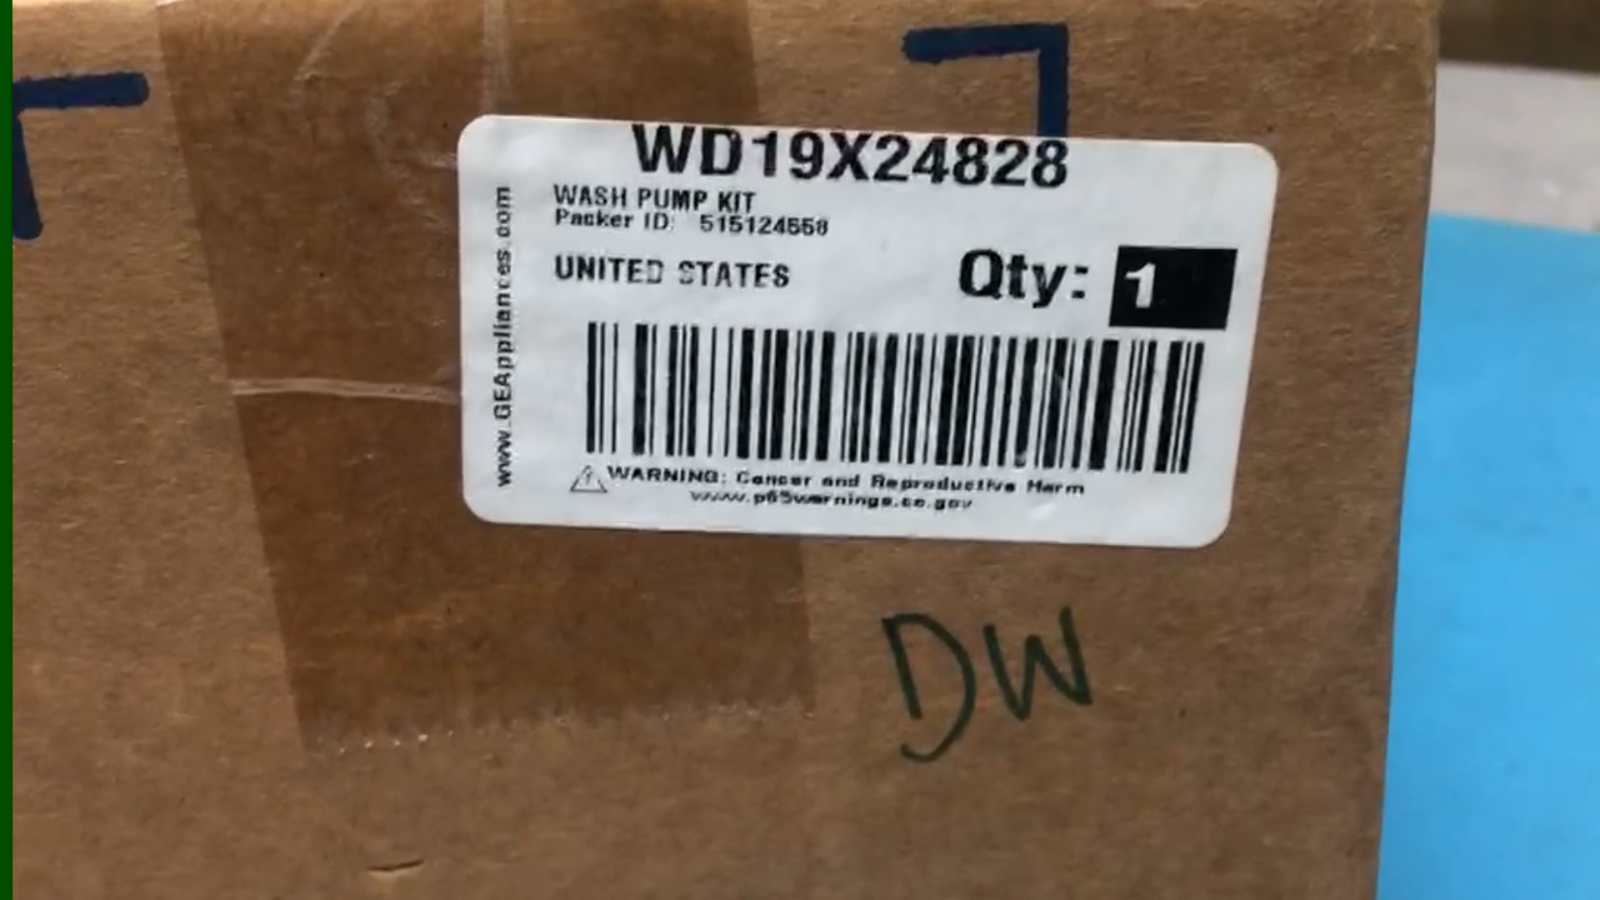 WD19X24828
WASH PUMP KIT
Packer ID: 515124558
UNITED STATES
Qty: 1
www.GEAppliances.com
WARNING: Cancer and Reproductive Harm
www.p65warnings.ca.gov
DW